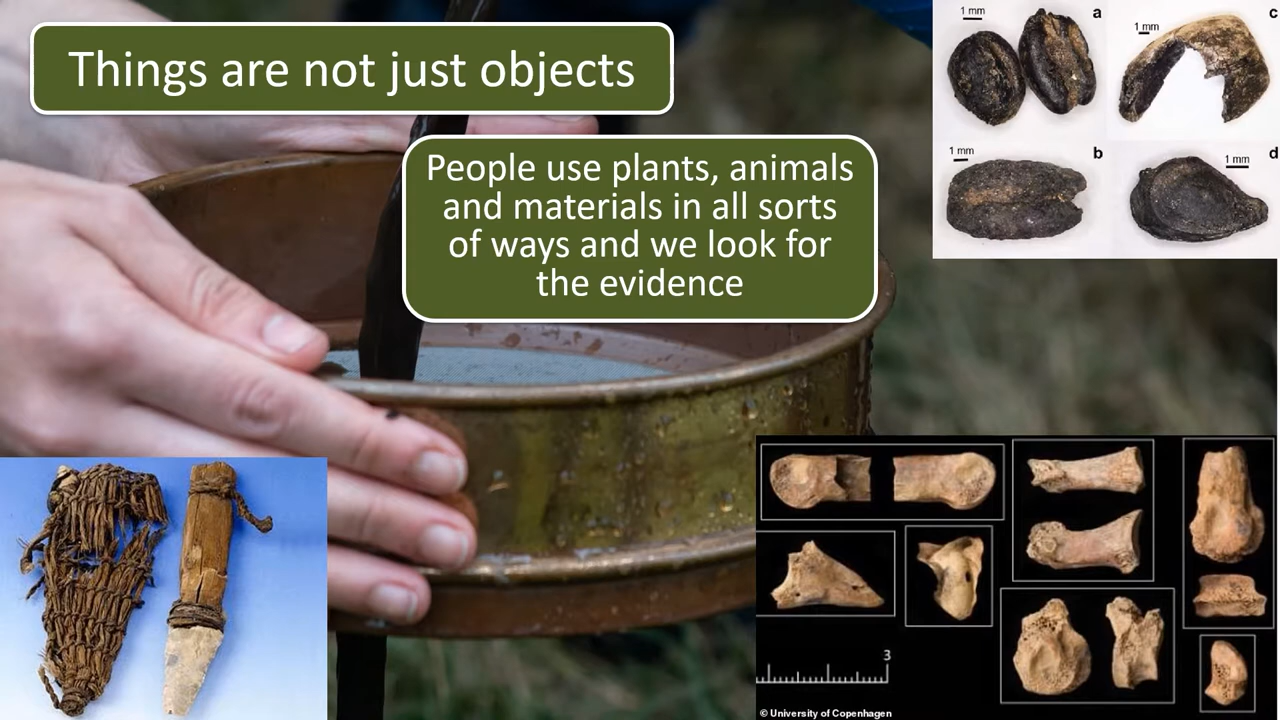 Things are not just objects
People use plants, animals
and materials in all sorts
of ways and we look for
the evidence
1 mm
a
1 mm
c
1 mm
b
1 mm
d
3
© University of Copenhagen